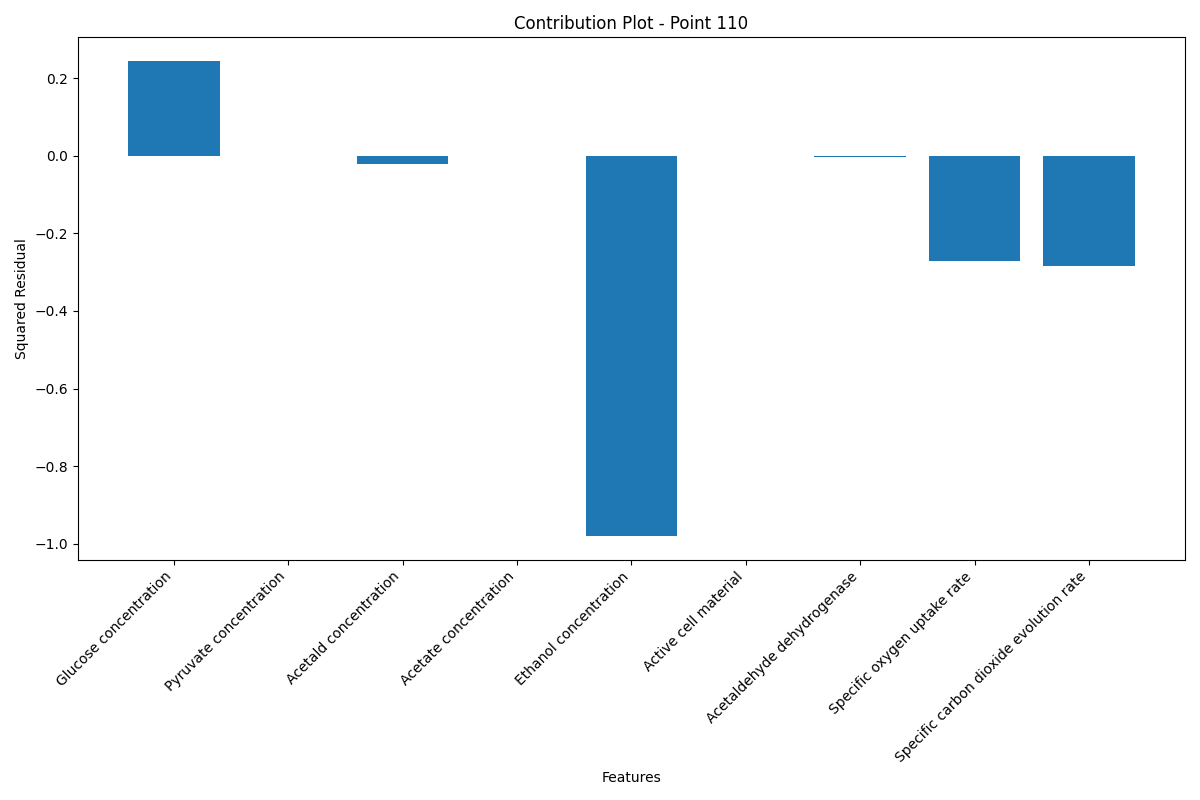 Contribution Plot - Point 110
Squared Residual
0.2
0.0
−0.2
−0.4
−0.6
−0.8
−1.0
Glucose concentration
Pyruvate concentration
Acetald concentration
Acetate concentration
Ethanol concentration
Active cell material
Acetaldehyde dehydrogenase
Specific oxygen uptake rate
Specific carbon dioxide evolution rate
Features